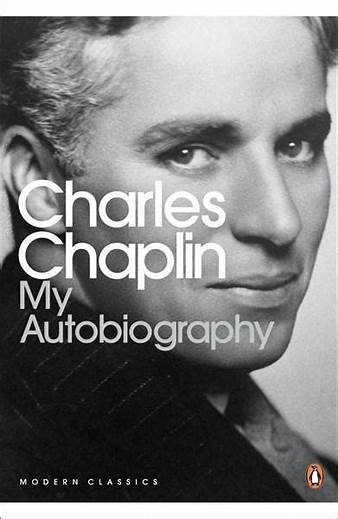 Charles
Chaplin
My
Autobiography
MODERN CLASSICS